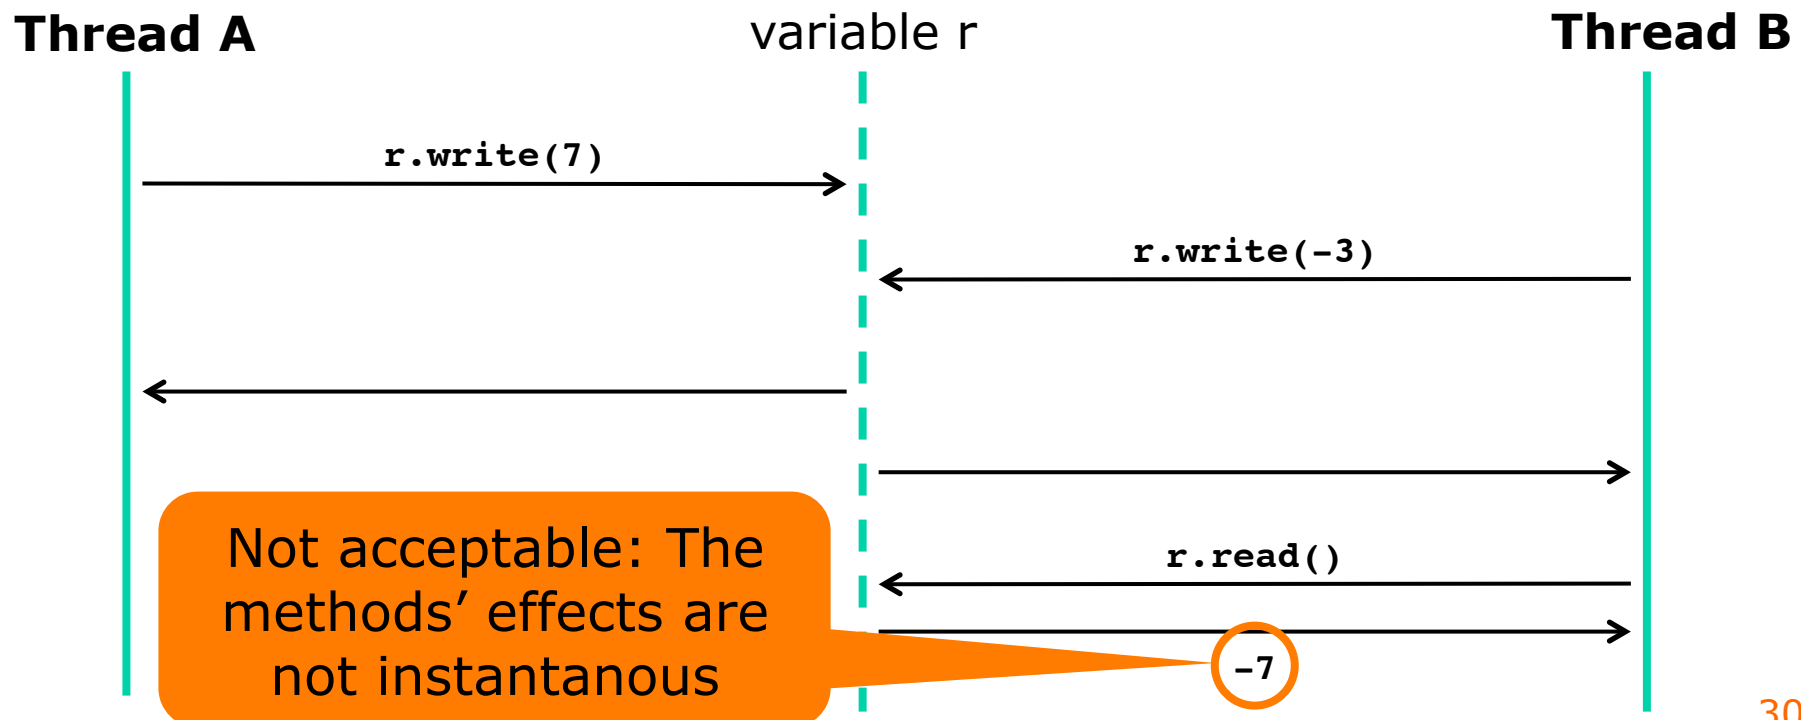 Thread A
variable r
Thread B
r.write(7)
r.write(-3)
Not acceptable: The
methods’ effects are
not instantanous
r.read()
-7
30